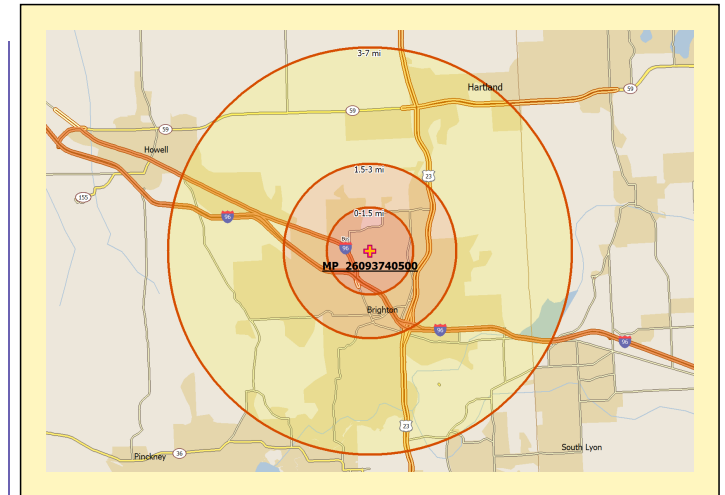 3-7 mi
Hartland
59
59
59
Howell
1.5-3 mi
23
155
0-1.5 mi
96
96
MP 26093740500
Brighton
96
96
23
South Lyon
36
Pinckney